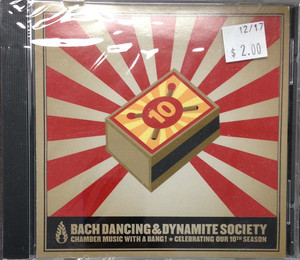 12/17
$ 2.00
10
BACH DANCING & DYNAMITE SOCIETY
CHAMBER MUSIC WITH A BANG! + CELEBRATING OUR 10TH SEASON